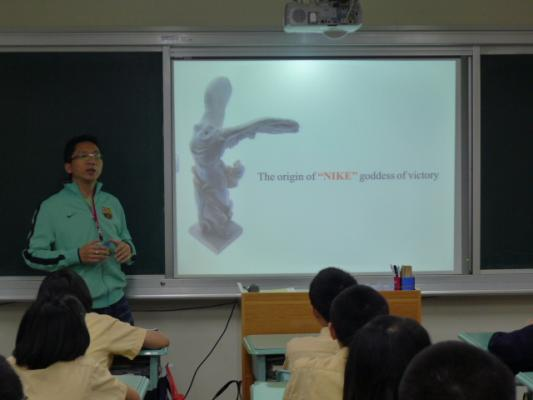 The origin of “NIKE” goddess of victory